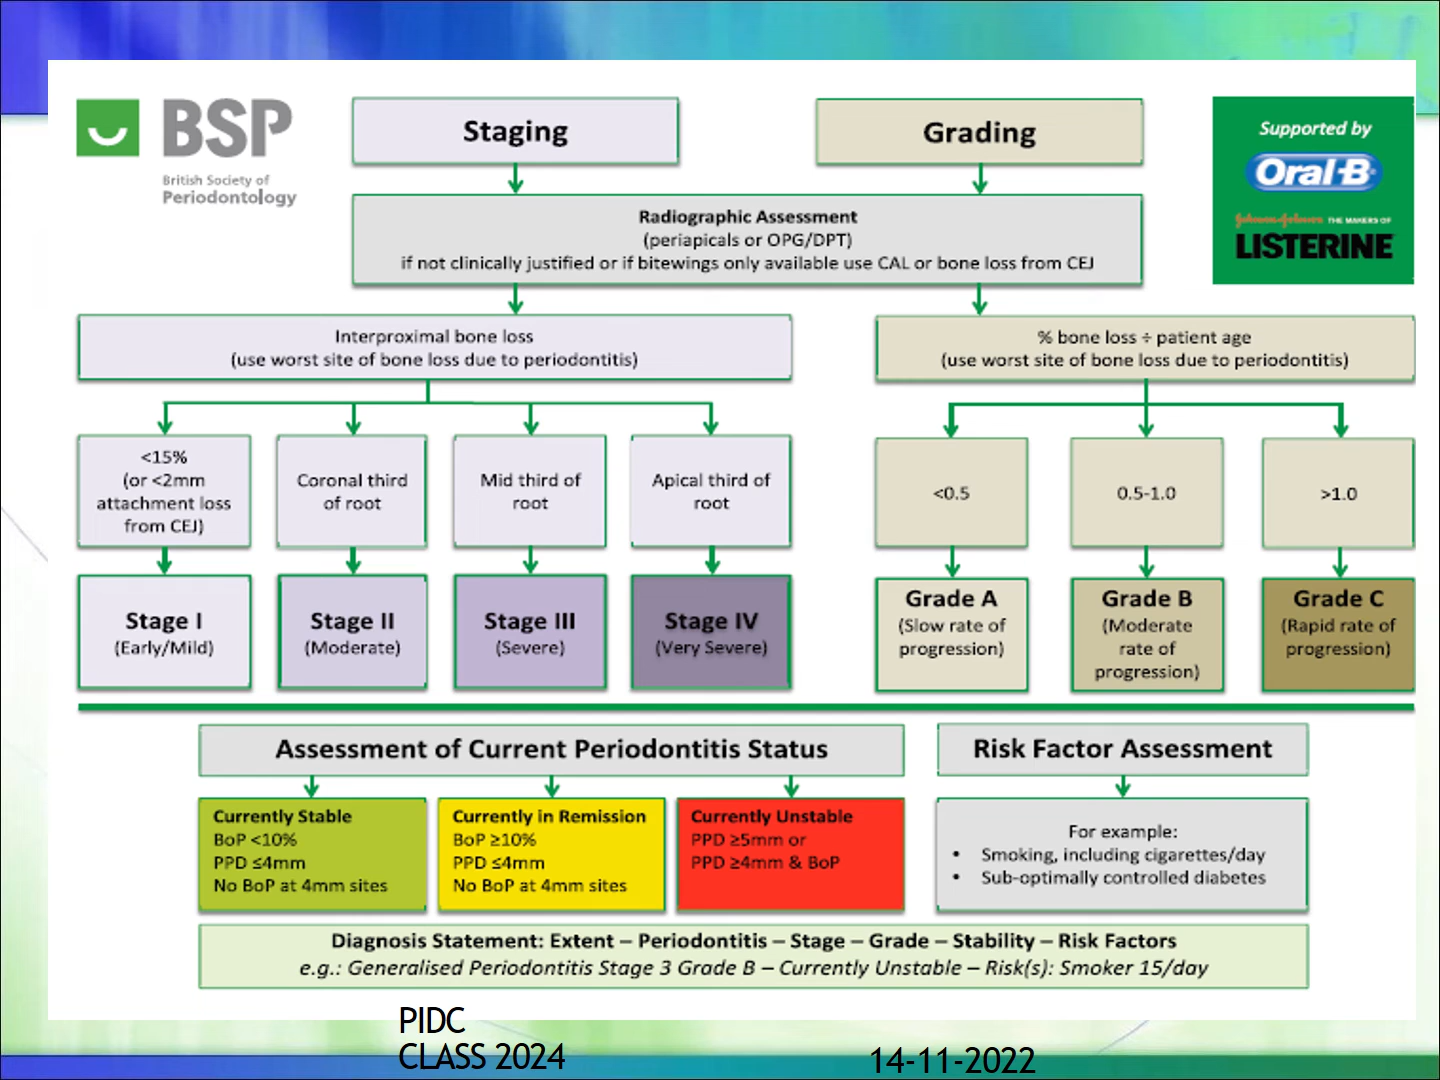 BSP
British Society of
Periodontology
Staging
Grading
Supported by
Oral-B
Johnson & Johnson THE MAKERS OF
LISTERINE
Radiographic Assessment
(periapicals or OPG/DPT)
if not clinically justified or if bitewings only available use CAL or bone loss from CEJ
Interproximal bone loss
(use worst site of bone loss due to periodontitis)
% bone loss ÷ patient age
(use worst site of bone loss due to periodontitis)
<15%
(or <2mm
attachment loss
from CEJ)
Coronal third
of root
Mid third of
root
Apical third of
root
<0.5
0.5-1.0
>1.0
Stage I
(Early/Mild)
Stage II
(Moderate)
Stage III
(Severe)
Stage IV
(Very Severe)
Grade A
(Slow rate of
progression)
Grade B
(Moderate
rate of
progression)
Grade C
(Rapid rate of
progression)
Assessment of Current Periodontitis Status
Risk Factor Assessment
Currently Stable
BoP <10%
PPD ≤4mm
No BoP at 4mm sites
Currently in Remission
BoP ≥10%
PPD ≤4mm
No BoP at 4mm sites
Currently Unstable
PPD ≥5mm or
PPD ≥4mm & BoP
For example:
• Smoking, including cigarettes/day
• Sub-optimally controlled diabetes
Diagnosis Statement: Extent – Periodontitis – Stage – Grade – Stability – Risk Factors
e.g.: Generalised Periodontitis Stage 3 Grade B – Currently Unstable – Risk(s): Smoker 15/day
PIDC
CLASS 2024
14-11-2022